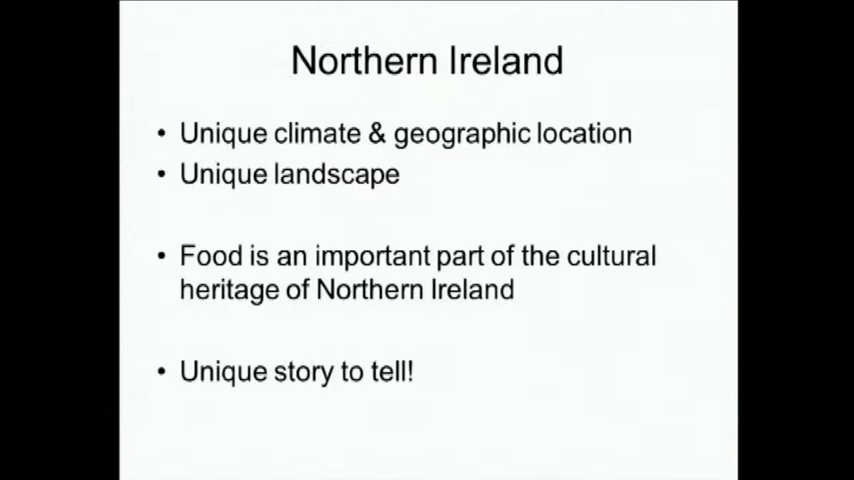 Northern Ireland
• Unique climate & geographic location
• Unique landscape
• Food is an important part of the cultural
heritage of Northern Ireland
• Unique story to tell!